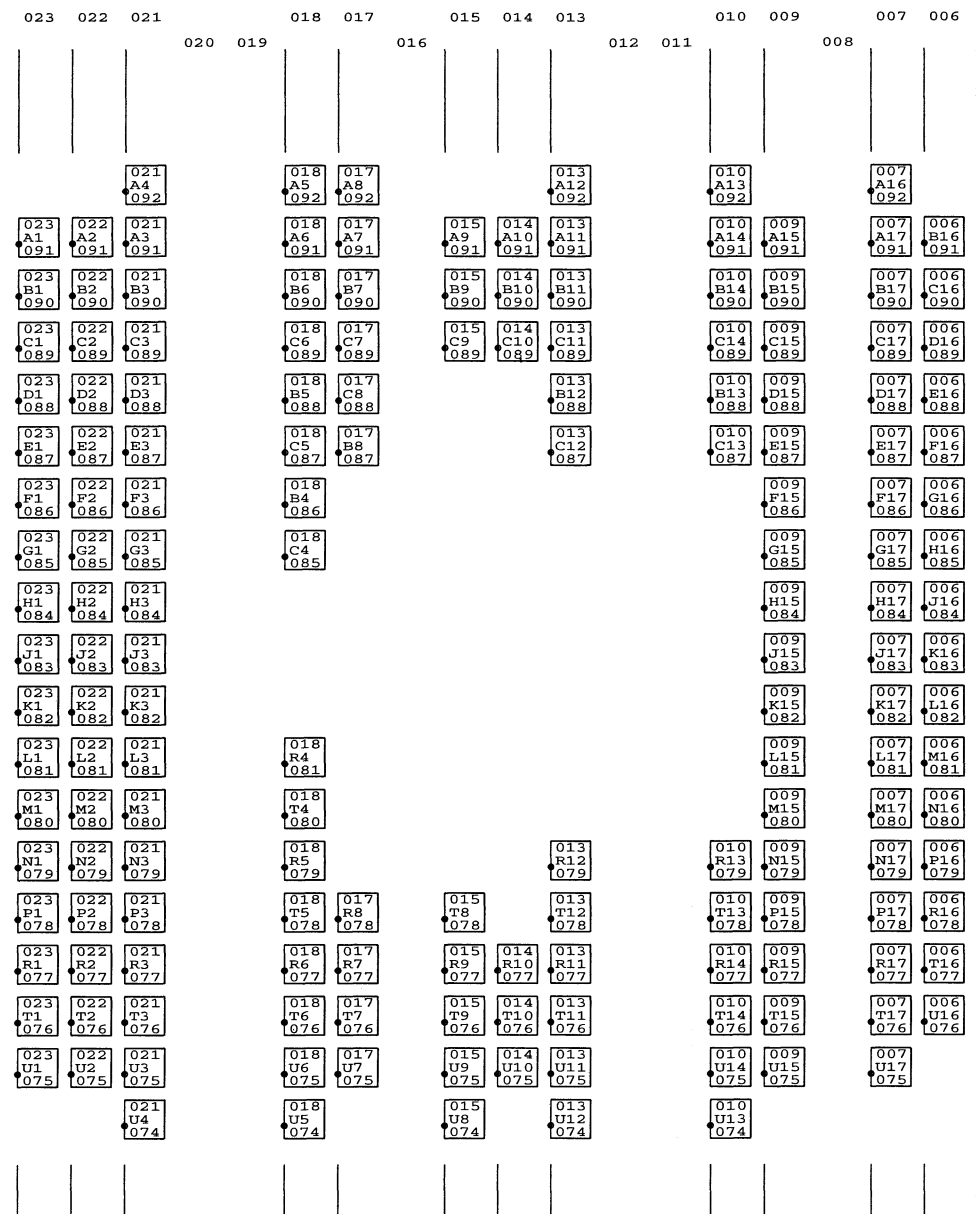 023 022 021 018 017 015 014 013 010 009 007 006
020 019 016 012 011 008
021 018 017 013 010 007
A4 A5 A8 A12 A13 A16
092 092 092 092 092 092
023 022 021 018 017 015 014 013 010 009 007 006
A1 A2 A3 A6 A7 A9 A10 A11 A14 A15 A17 B16
091 091 091 091 091 091 091 091 091 091 091 091
023 022 021 018 017 015 014 013 010 009 007 006
B1 B2 B3 B6 B7 B9 B10 B11 B14 B15 B17 C16
090 090 090 090 090 090 090 090 090 090 090 090
023 022 021 018 017 015 014 013 010 009 007 006
C1 C2 C3 C6 C7 C9 C10 C11 C14 C15 C17 D16
089 089 089 089 089 089 089 089 089 089 089 089
023 022 021 018 017 013 010 009 007 006
D1 D2 D3 B5 C8 B12 B13 D15 D17 E16
088 088 088 088 088 088 088 088 088 088
023 022 021 018 017 013 010 009 007 006
E1 E2 E3 C5 B8 C12 C13 E15 E17 F16
087 087 087 087 087 087 087 087 087 087
023 022 021 018 009 007 006
F1 F2 F3 B4 F15 F17 G16
086 086 086 086 086 086 086
023 022 021 018 009 007 006
G1 G2 G3 C4 G15 G17 H16
085 085 085 085 085 085 085
023 022 021 009 007 006
H1 H2 H3 H15 H17 J16
084 084 084 084 084 084
023 022 021 009 007 006
J1 J2 J3 J15 J17 K16
083 083 083 083 083 083
023 022 021 009 007 006
K1 K2 K3 K15 K17 L16
082 082 082 082 082 082
023 022 021 018 009 007 006
L1 L2 L3 R4 L15 L17 M16
081 081 081 081 081 081 081
023 022 021 018 009 007 006
M1 M2 M3 T4 M15 M17 N16
080 080 080 080 080 080 080
023 022 021 018 013 010 009 007 006
N1 N2 N3 R5 R12 R13 N15 N17 P16
079 079 079 079 079 079 079 079 079
023 022 021 018 017 015 013 010 009 007 006
P1 P2 P3 T5 R8 T8 T12 T13 P15 P17 R16
078 078 078 078 078 078 078 078 078 078 078
023 022 021 018 017 015 014 013 010 009 007 006
R1 R2 R3 R6 R7 R9 R10 R11 R14 R15 R17 T16
077 077 077 077 077 077 077 077 077 077 077 077
023 022 021 018 017 015 014 013 010 009 007 006
T1 T2 T3 T6 T7 T9 T10 T11 T14 T15 T17 U16
076 076 076 076 076 076 076 076 076 076 076 076
023 022 021 018 017 015 014 013 010 009 007
U1 U2 U3 U6 U7 U9 U10 U11 U14 U15 U17
075 075 075 075 075 075 075 075 075 075 075
021 018 015 013 010
U4 U5 U8 U12 U13
074 074 074 074 074